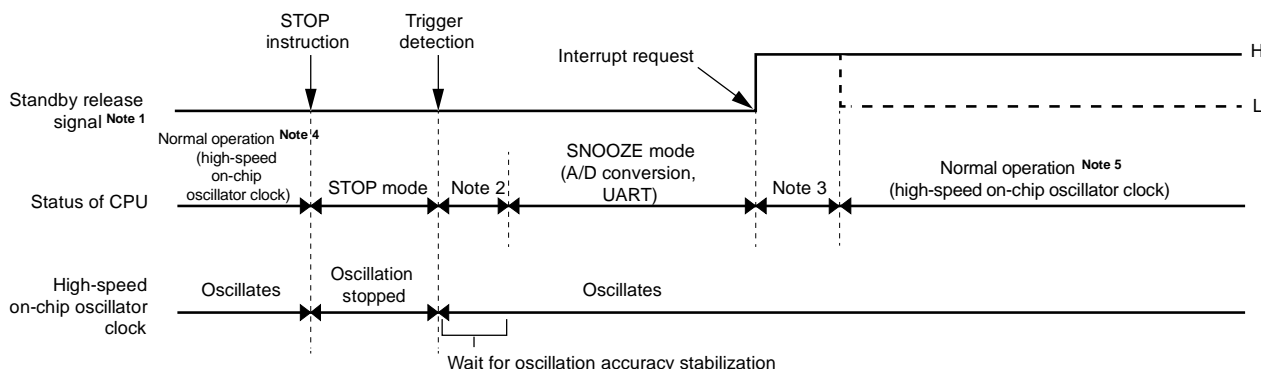 STOP
instruction
Trigger
detection
Interrupt request
H
L
Standby release
signal Note 1
Normal operation Note 4
(high-speed
on-chip
oscillator clock)
STOP mode
Note 2
SNOOZE mode
(A/D conversion,
UART)
Note 3
Normal operation Note 5
(high-speed on-chip oscillator clock)
Status of CPU
High-speed
on-chip oscillator
clock
Oscillates
Oscillation
stopped
Oscillates
Wait for oscillation accuracy stabilization